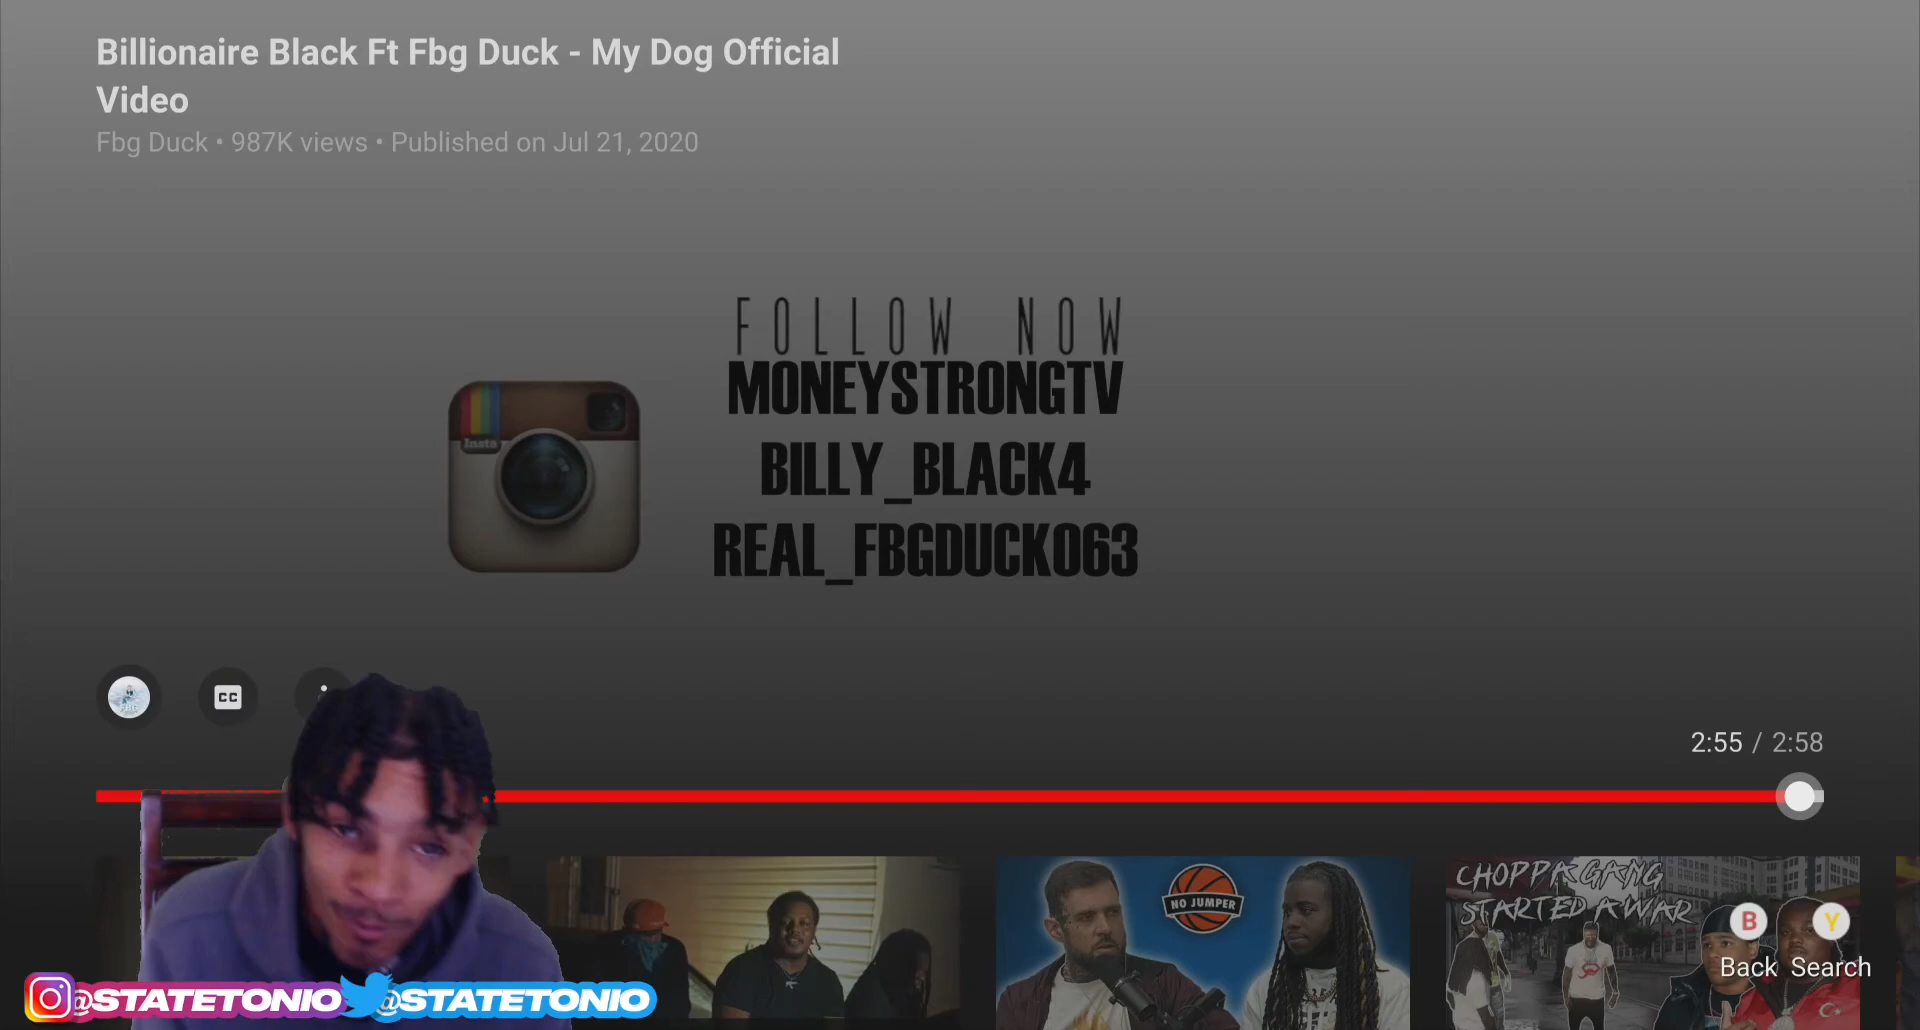 Billionaire Black Ft Fbg Duck - My Dog Official
Video
Fbg Duck • 987K views • Published on Jul 21, 2020
FOLLOW NOW
MONEYSTRONGTV
Insta
BILLY_BLACK4
REAL_FBGDUCK063
CC
2:55 / 2:58
NO JUMPER
CHOPPA GANG
STARTED A WAR
B Y
Back Search
@STATETONIO @STATETONIO